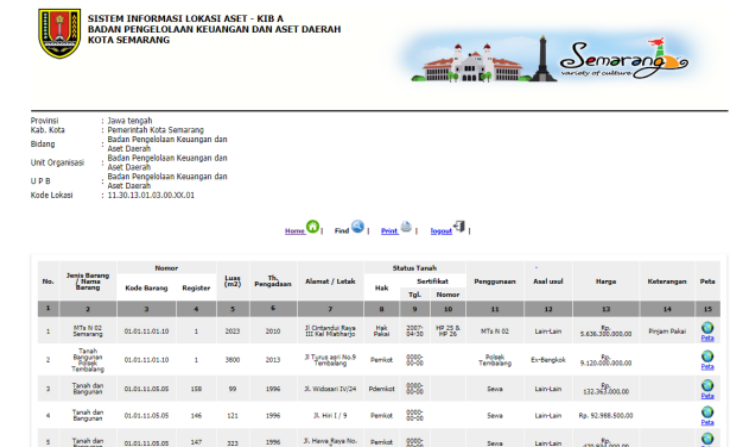 SISTEM INFORMASI LOKASI ASET - KIB A
BADAN PENGELOLAAN KEUANGAN DAN ASET DAERAH
KOTA SEMARANG
Semarang
variety of culture
Provinsi : Jawa tengah
Kab. Kota : Pemerintah Kota Semarang
Bidang : Badan Pengelolaan Keuangan dan Aset Daerah
Unit Organisasi : Badan Pengelolaan Keuangan dan Aset Daerah
U P B : Badan Pengelolaan Keuangan dan Aset Daerah
Kode Lokasi : 11.30.13.01.03.00.XX.01
Home | Find | Print | logout |
No. Jenis Barang / Nama Barang Nomor Kode Barang Register Luas (m2) Th. Pengadaan Alamat / Letak Status Tanah Hak Sertifikat Tgl. Nomor Penggunaan - Asal usul Harga Keterangan Peta
1 2 3 4 5 6 7 8 9 10 11 12 13 14 15
1 MTs N 02 Semarang 01.01.11.01.10 1 2023 2010 Jl Cintandui Raya III Kel Mlatiharjo Hak Pakai 2007-04-30 HP 25 & HP 26 MTs N 02 Lain-Lain Rp. 5.636.300.000,00 Pinjam Pakai Peta
2 Tanah Bangunan Polsek Tembalang 01.01.11.01.10 1 3800 2013 Jl Turus asri No.9 Tembalang Pemkot 0000-00-00 Polsek Tembalang Ex-Bengkok Rp. 9.120.000.000,00 Peta
3 Tanah dan Bangunan 01.01.11.05.05 158 99 1996 Jl. Widosari IV/24 Pdemkot 0000-00-00 Sewa Lain-Lain Rp. 132.363.000,00 Peta
4 Tanah dan Bangunan 01.01.11.05.05 146 121 1996 Jl. Hiri I / 9 Pemkot 0000-00-00 Sewa Lain-Lain Rp. 92.988.500,00 Peta
5 Tanah dan Bangunan 01.01.11.05.05 147 323 1996 Jl. Hawa Raya No. Pemkot 0000-00-00 Sewa Lain-Lain Rp. Peta